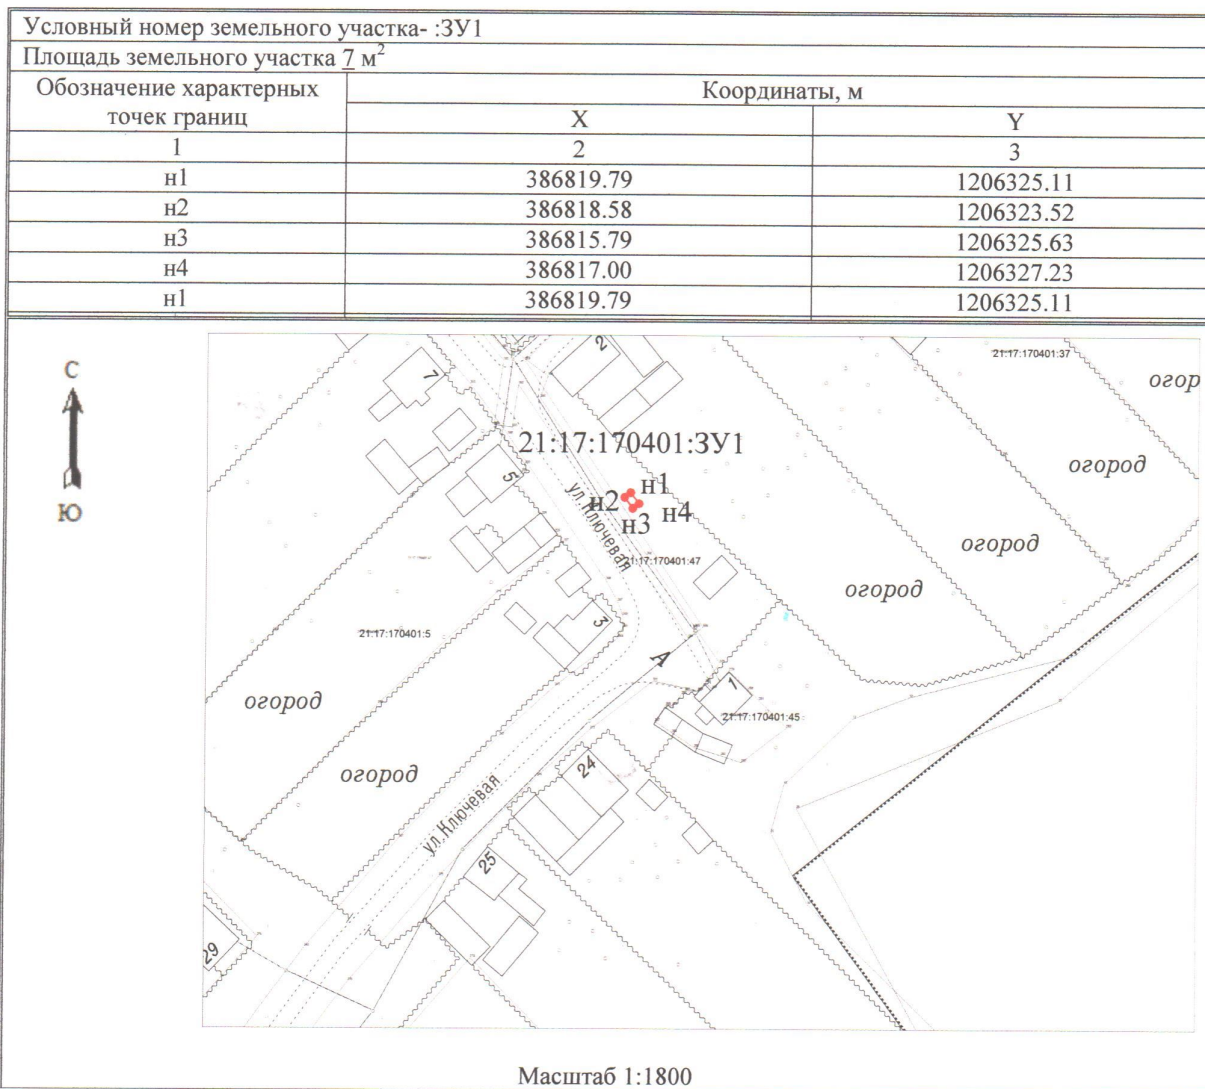 Условный номер земельного участка- :ЗУ1
Площадь земельного участка 7 м²
Обозначение характерных точек границ
Координаты, м
X
Y
1
2
3
н1
386819.79
1206325.11
н2
386818.58
1206323.52
н3
386815.79
1206325.63
н4
386817.00
1206327.23
н1
386819.79
1206325.11
С
Ю
2
21:17:170401:37
7
огор
21:17:170401:ЗУ1
огород
5
н1
н2
н4
н3
ул.Ключевая
огород
21:17:170401:47
огород
3
21:17:170401:5
А
1
огород
21:17:170401:45
огород
24
ул.Ключевая
25
29
Масштаб 1:1800